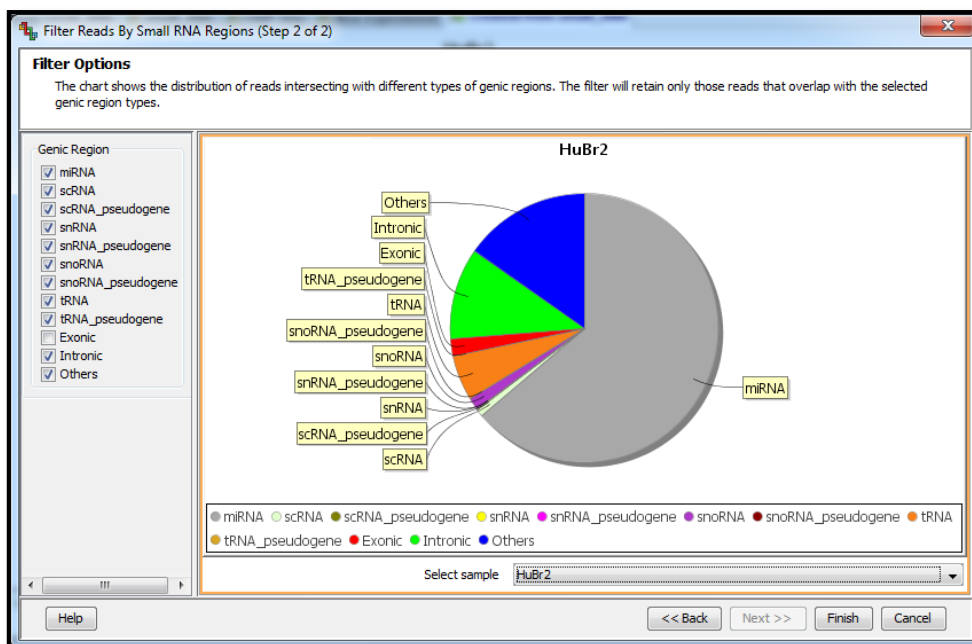 Filter Reads By Small RNA Regions (Step 2 of 2)
Filter Options
The chart shows the distribution of reads intersecting with different types of genic regions. The filter will retain only those reads that overlap with the selected
genic region types.
Genic Region
miRNA
scRNA
scRNA_pseudogene
snRNA
snRNA_pseudogene
snoRNA
snoRNA_pseudogene
tRNA
tRNA_pseudogene
Exonic
Intronic
Others
HuBr2
Others
Intronic
Exonic
tRNA_pseudogene
tRNA
snoRNA_pseudogene
snoRNA
snRNA_pseudogene
snRNA
scRNA_pseudogene
scRNA
miRNA
miRNA scRNA scRNA_pseudogene snRNA snRNA_pseudogene snoRNA snoRNA_pseudogene tRNA
tRNA_pseudogene Exonic Intronic Others
Select sample HuBr2
Help << Back Next >> Finish Cancel